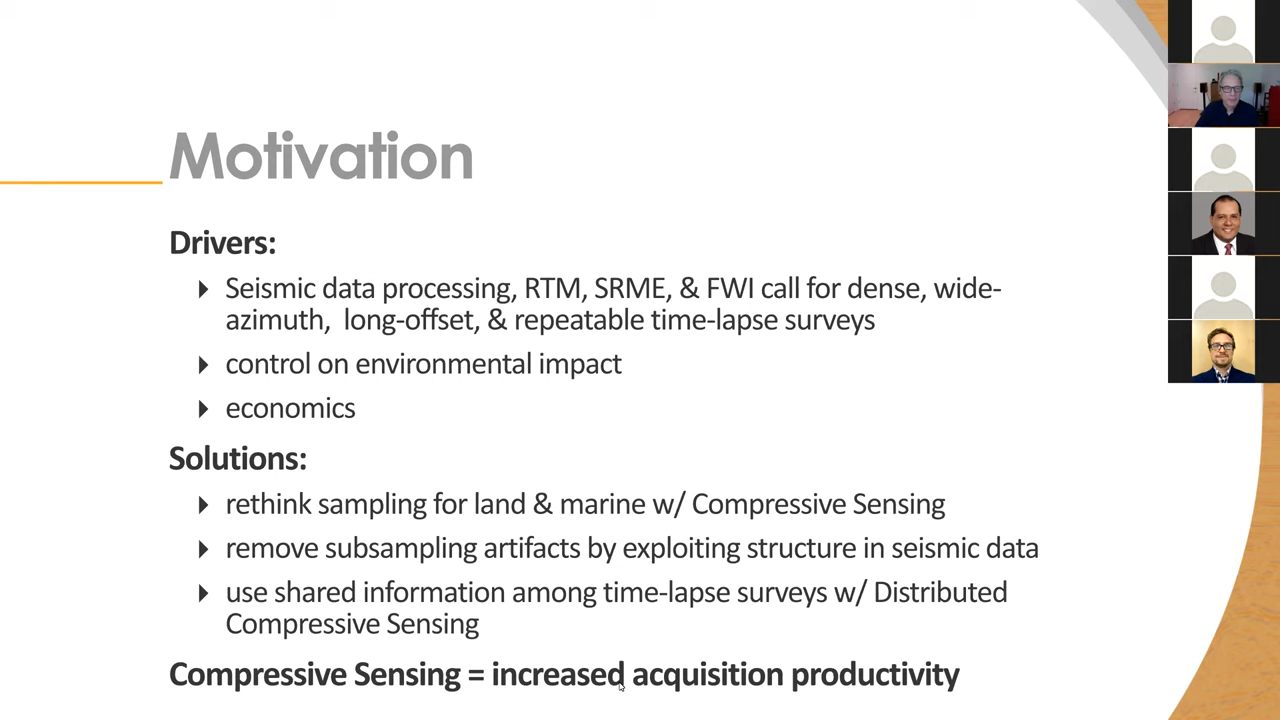 Motivation
Drivers:
Seismic data processing, RTM, SRME, & FWI call for dense, wide-
azimuth, long-offset, & repeatable time-lapse surveys
control on environmental impact
economics
Solutions:
rethink sampling for land & marine w/ Compressive Sensing
remove subsampling artifacts by exploiting structure in seismic data
use shared information among time-lapse surveys w/ Distributed
Compressive Sensing
Compressive Sensing = increased acquisition productivity